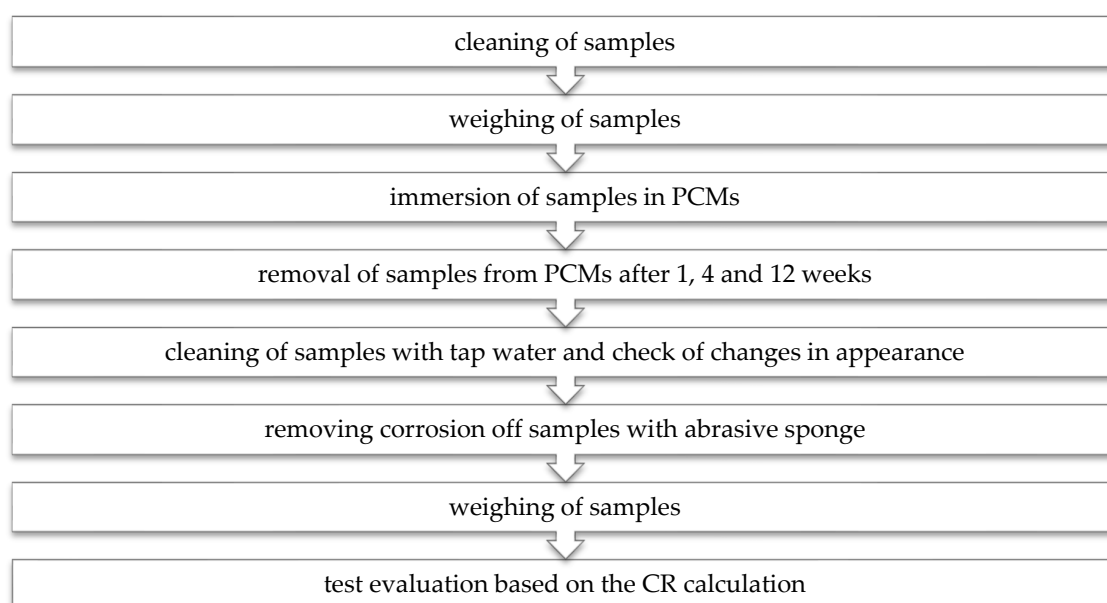 cleaning of samples
weighing of samples
immersion of samples in PCMs
removal of samples from PCMs after 1, 4 and 12 weeks
cleaning of samples with tap water and check of changes in appearance
removing corrosion off samples with abrasive sponge
weighing of samples
test evaluation based on the CR calculation